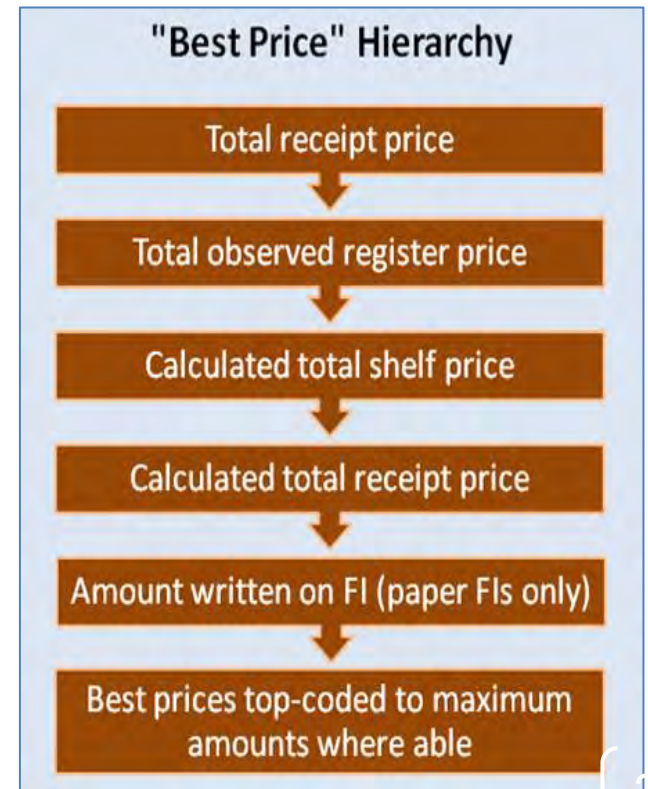 "Best Price" Hierarchy
Total receipt price
Total observed register price
Calculated total shelf price
Calculated total receipt price
Amount written on FI (paper FIs only)
Best prices top-coded to maximum
amounts where able